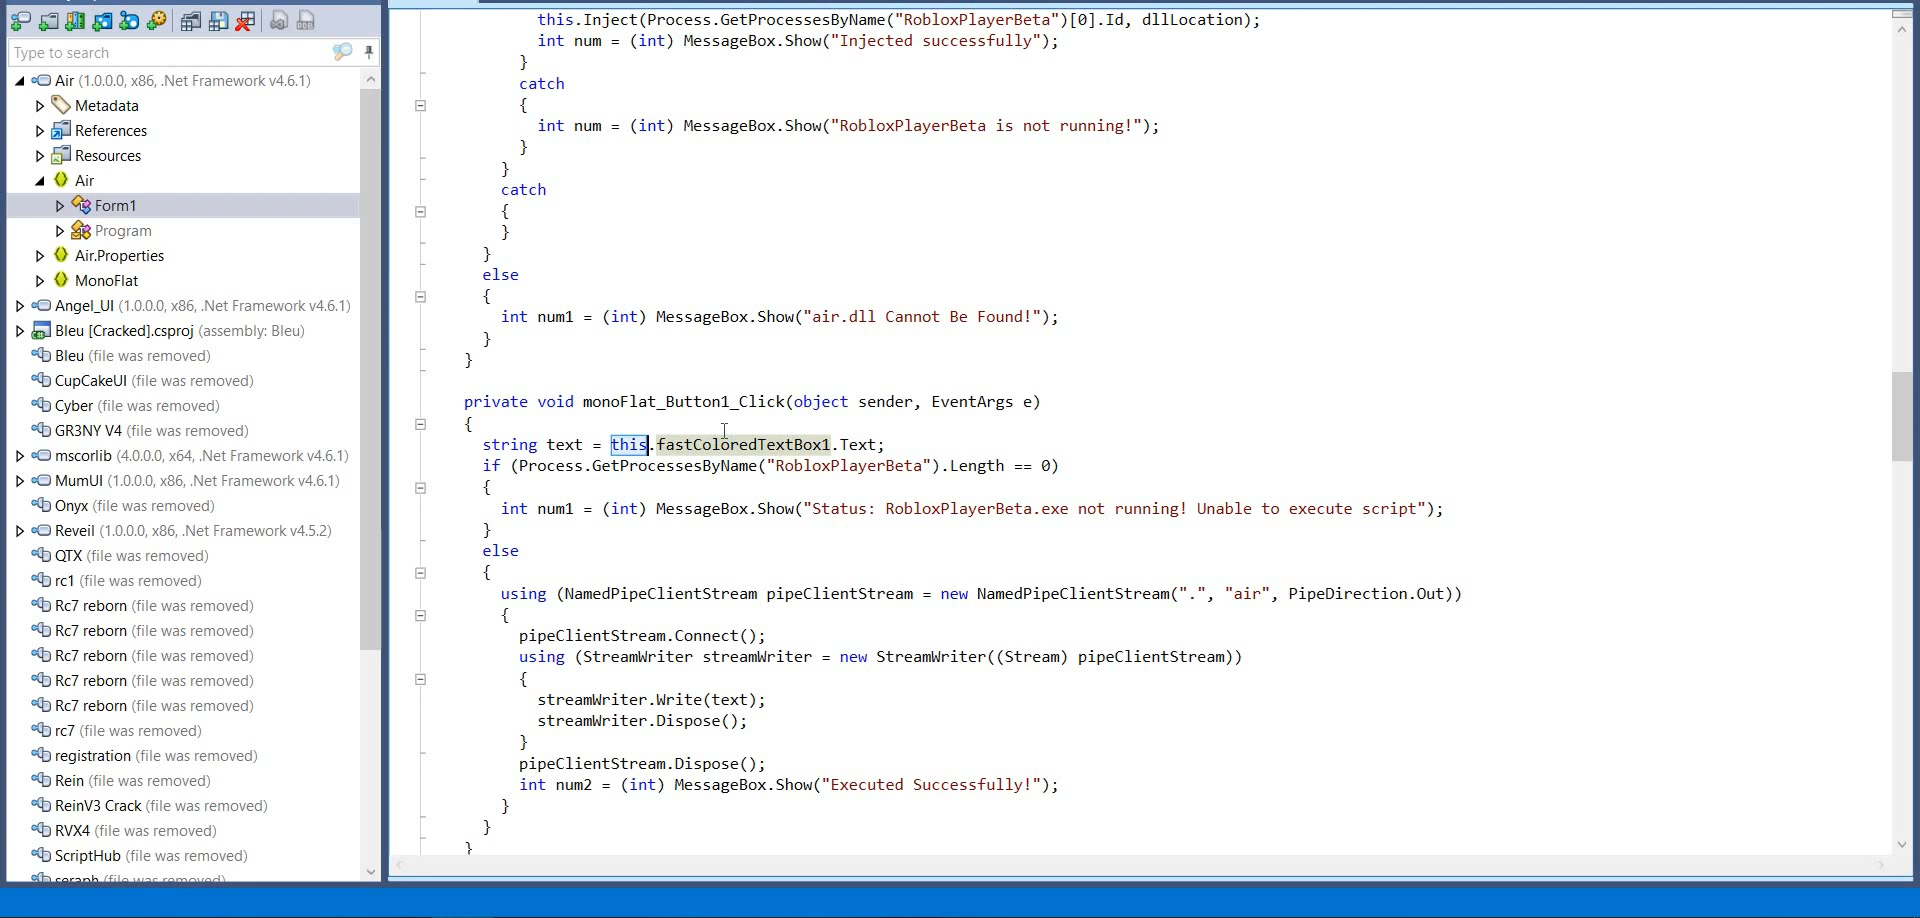 Type to search
Air (1.0.0.0, x86, .Net Framework v4.6.1)
Metadata
References
Resources
Air
Form1
Program
Air.Properties
MonoFlat
Angel_UI (1.0.0.0, x86, .Net Framework v4.6.1)
Bleu [Cracked].csproj (assembly: Bleu)
Bleu (file was removed)
CupCakeUI (file was removed)
Cyber (file was removed)
GR3NY V4 (file was removed)
mscorlib (4.0.0.0, x64, .Net Framework v4.6.1)
MumUI (1.0.0.0, x86, .Net Framework v4.6.1)
Onyx (file was removed)
Reveil (1.0.0.0, x86, .Net Framework v4.5.2)
QTX (file was removed)
rc1 (file was removed)
Rc7 reborn (file was removed)
Rc7 reborn (file was removed)
Rc7 reborn (file was removed)
Rc7 reborn (file was removed)
Rc7 reborn (file was removed)
rc7 (file was removed)
registration (file was removed)
Rein (file was removed)
ReinV3 Crack (file was removed)
RVX4 (file was removed)
ScriptHub (file was removed)
seraph (file was removed)
this.Inject(Process.GetProcessesByName("RobloxPlayerBeta")[0].Id, dllLocation);
int num = (int) MessageBox.Show("Injected successfully");
}
catch
{
int num = (int) MessageBox.Show("RobloxPlayerBeta is not running!");
}
}
catch
{
}
}
else
{
int num1 = (int) MessageBox.Show("air.dll Cannot Be Found!");
}
}
private void monoFlat_Button1_Click(object sender, EventArgs e)
{
string text = this.fastColoredTextBox1.Text;
if (Process.GetProcessesByName("RobloxPlayerBeta").Length == 0)
{
int num1 = (int) MessageBox.Show("Status: RobloxPlayerBeta.exe not running! Unable to execute script");
}
else
{
using (NamedPipeClientStream pipeClientStream = new NamedPipeClientStream(".", "air", PipeDirection.Out))
{
pipeClientStream.Connect();
using (StreamWriter streamWriter = new StreamWriter((Stream) pipeClientStream))
{
streamWriter.Write(text);
streamWriter.Dispose();
}
pipeClientStream.Dispose();
int num2 = (int) MessageBox.Show("Executed Successfully!");
}
}
}